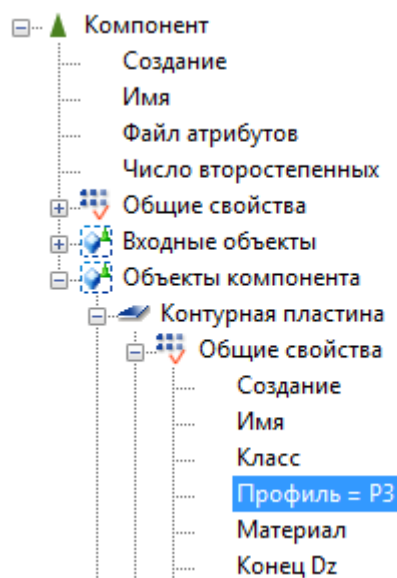 Компонент
Создание
Имя
Файл атрибутов
Число второстепенных
Общие свойства
Входные объекты
Объекты компонента
Контурная пластина
Общие свойства
Создание
Имя
Класс
Профиль = P3
Материал
Конец Dz